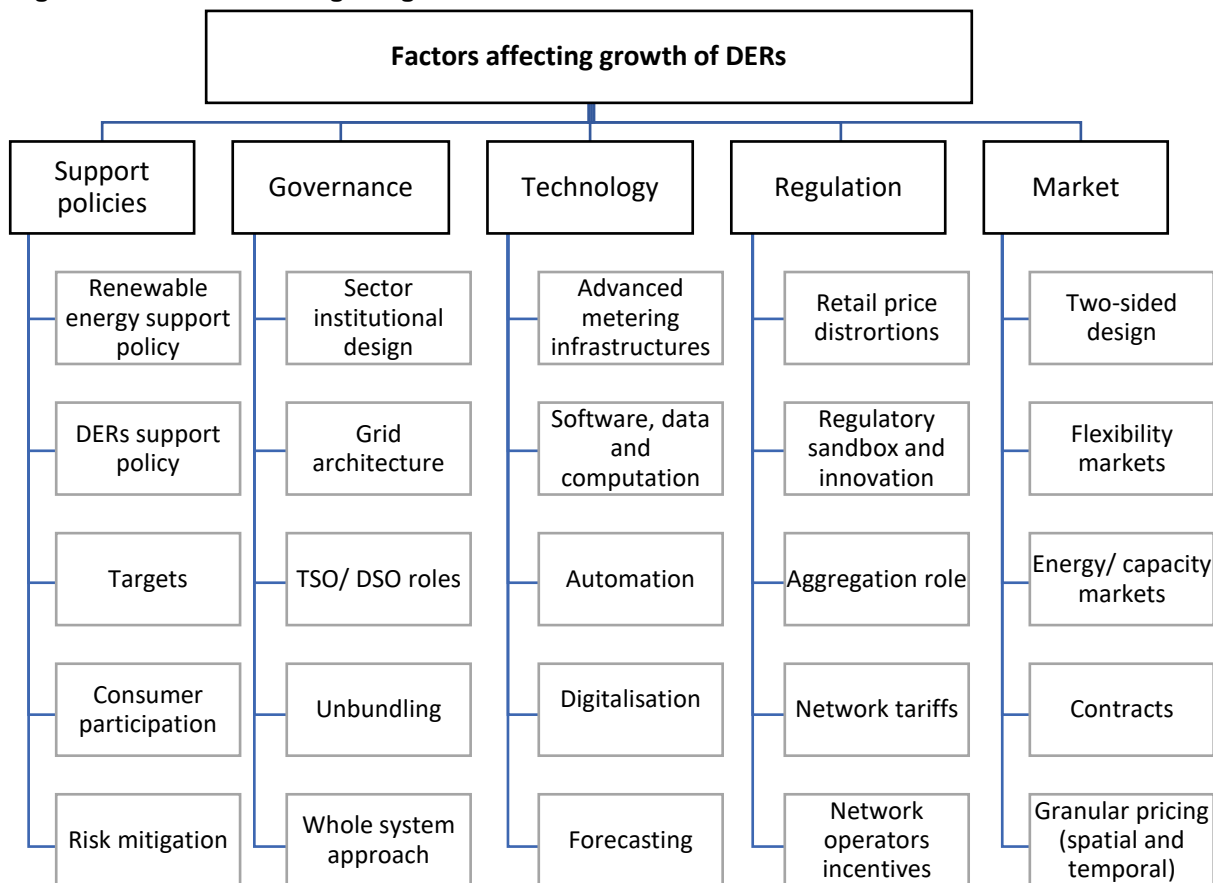 Factors affecting growth of DERs
Support
policies
Governance
Technology
Regulation
Market
Renewable
energy support
policy
Sector
institutional
design
Advanced
metering
infrastructures
Retail price
distrortions
Two-sided
design
DERs support
policy
Grid
architecture
Software, data
and
computation
Regulatory
sandbox and
innovation
Flexibility
markets
Targets
TSO/ DSO roles
Automation
Aggregation role
Energy/ capacity
markets
Consumer
participation
Unbundling
Digitalisation
Network tariffs
Contracts
Risk mitigation
Whole system
approach
Forecasting
Network
operators
incentives
Granular pricing
(spatial and
temporal)